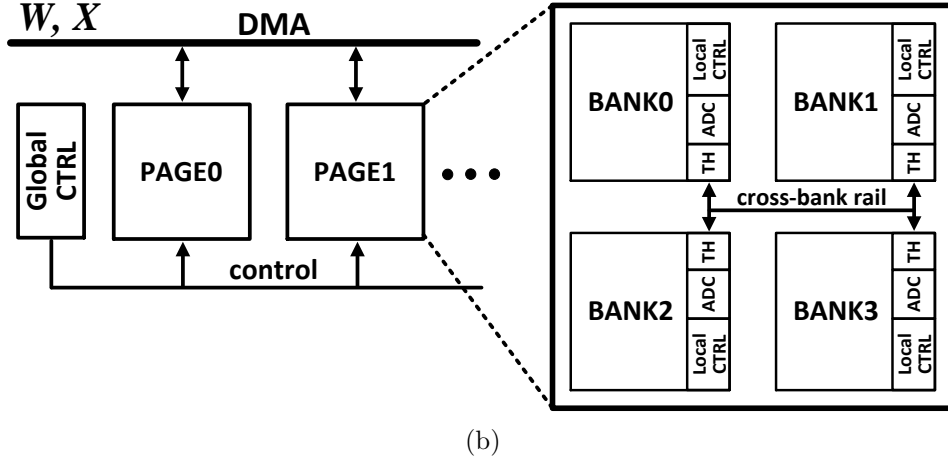 W, X
DMA
Global CTRL
PAGE0
PAGE1
control
BANK0
Local CTRL
ADC
TH
BANK1
Local CTRL
ADC
TH
cross-bank rail
BANK2
TH
ADC
Local CTRL
BANK3
TH
ADC
Local CTRL
(b)